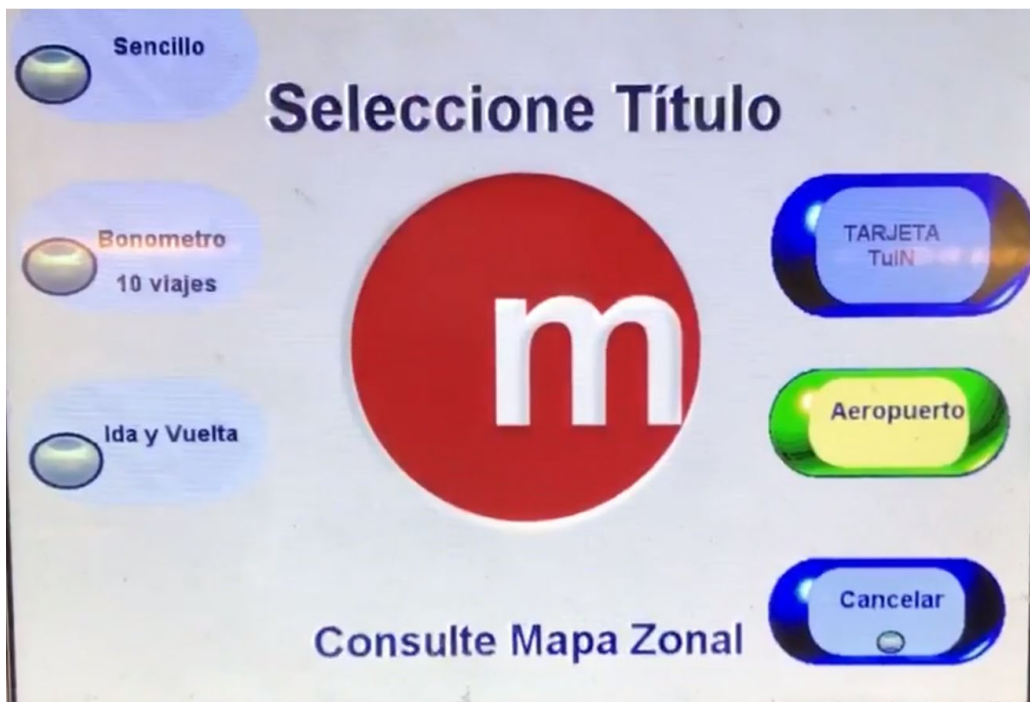 Sencillo
Seleccione Título
Bonometro
10 viajes
Ida y Vuelta
m
TARJETA
TuiN
Aeropuerto
Cancelar
Consulte Mapa Zonal